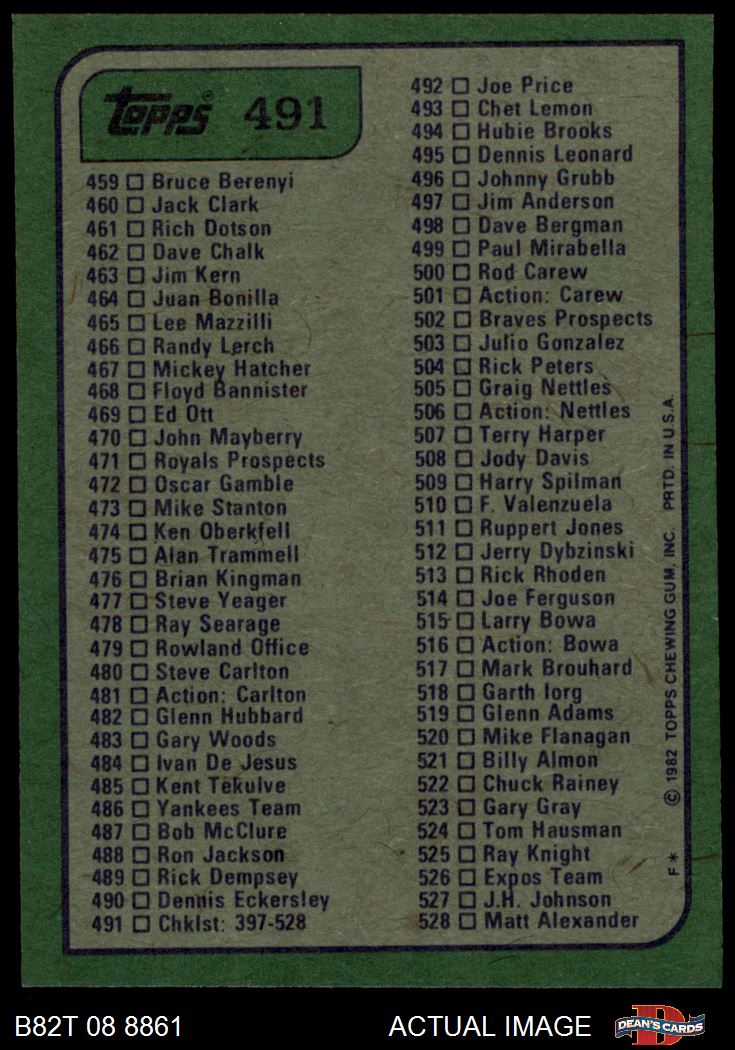 Topps® 491
459 Bruce Berenyi
460 Jack Clark
461 Rich Dotson
462 Dave Chalk
463 Jim Kern
464 Juan Bonilla
465 Lee Mazzilli
466 Randy Lerch
467 Mickey Hatcher
468 Floyd Bannister
469 Ed Ott
470 John Mayberry
471 Royals Prospects
472 Oscar Gamble
473 Mike Stanton
474 Ken Oberkfell
475 Alan Trammell
476 Brian Kingman
477 Steve Yeager
478 Ray Searage
479 Rowland Office
480 Steve Carlton
481 Action: Carlton
482 Glenn Hubbard
483 Gary Woods
484 Ivan De Jesus
485 Kent Tekulve
486 Yankees Team
487 Bob McClure
488 Ron Jackson
489 Rick Dempsey
490 Dennis Eckersley
491 Chklst: 397-528
492 Joe Price
493 Chet Lemon
494 Hubie Brooks
495 Dennis Leonard
496 Johnny Grubb
497 Jim Anderson
498 Dave Bergman
499 Paul Mirabella
500 Rod Carew
501 Action: Carew
502 Braves Prospects
503 Julio Gonzalez
504 Rick Peters
505 Graig Nettles
506 Action: Nettles
507 Terry Harper
508 Jody Davis
509 Harry Spilman
510 F. Valenzuela
511 Ruppert Jones
512 Jerry Dybzinski
513 Rick Rhoden
514 Joe Ferguson
515 Larry Bowa
516 Action: Bowa
517 Mark Brouhard
518 Garth Iorg
519 Glenn Adams
520 Mike Flanagan
521 Billy Almon
522 Chuck Rainey
523 Gary Gray
524 Tom Hausman
525 Ray Knight
526 Expos Team
527 J.H. Johnson
528 Matt Alexander
F* © 1982 TOPPS CHEWING GUM, INC. PRTD. IN U.S.A.
B82T 08 8861 ACTUAL IMAGE
D DEAN'S CARDS